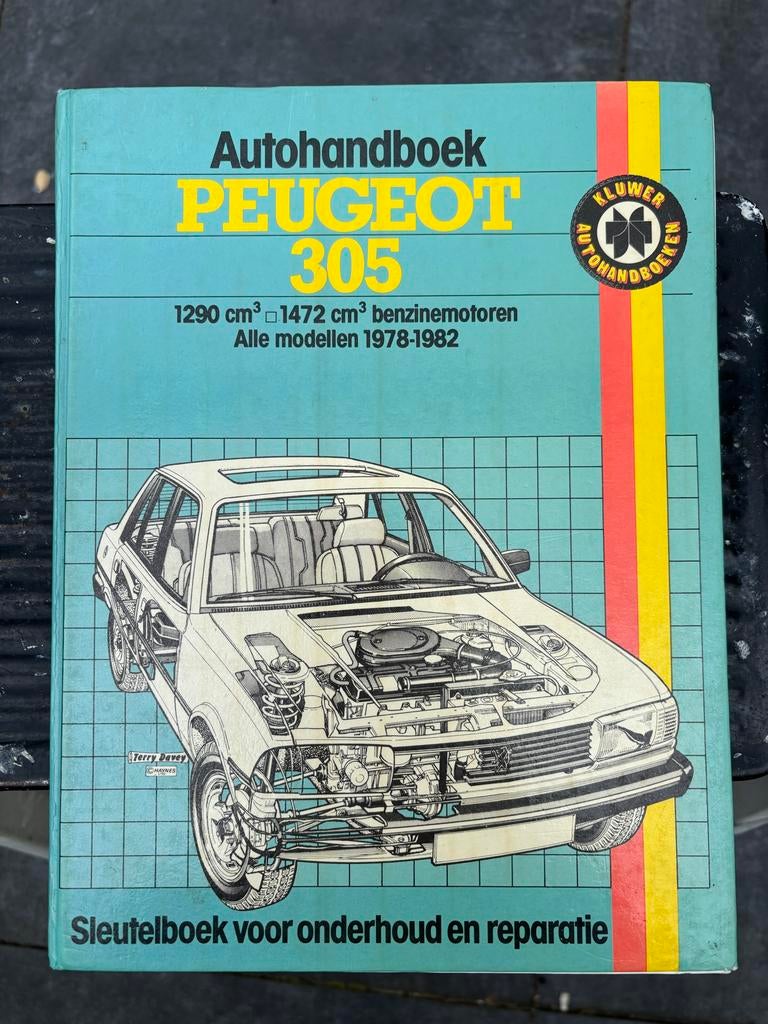 Autohandboek
PEUGEOT
305
KLUWER
AUTOHANDBOEKEN
1290 cm³ □ 1472 cm³ benzinemotoren
Alle modellen 1978-1982
Terry Davey
© HAYNES
Sleutelboek voor onderhoud en reparatie